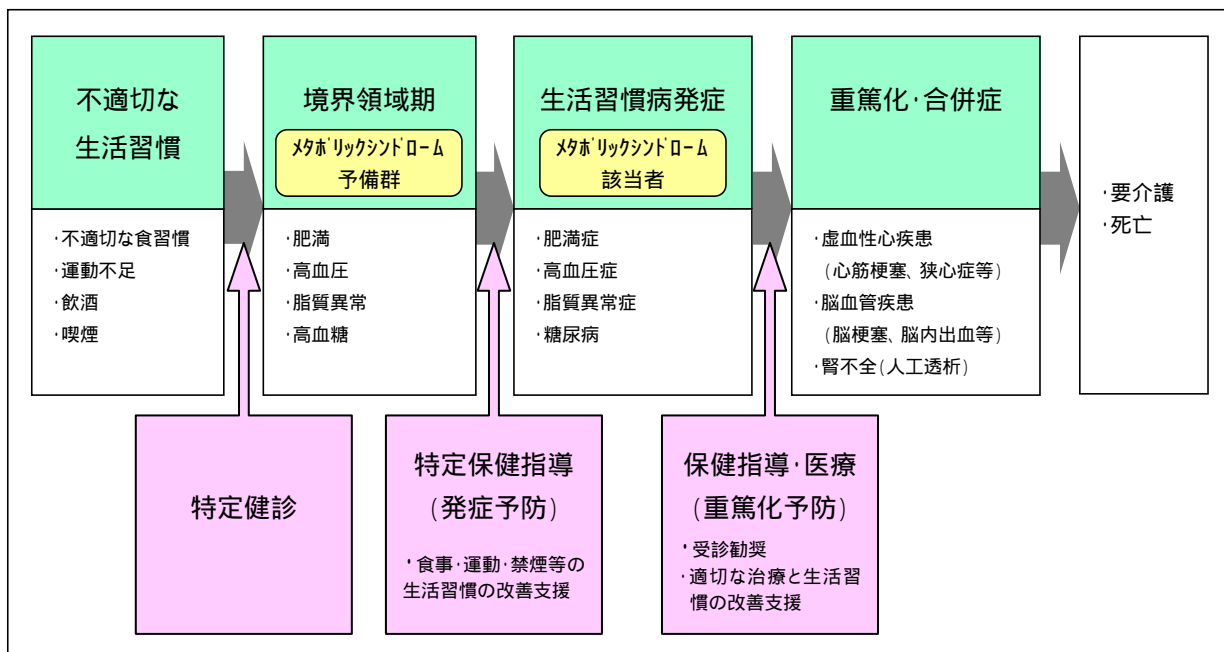 不適切な
生活習慣
·不適切な食習慣
·運動不足
·飲酒
·喫煙
境界領域期
ﾒﾀﾎﾞﾘｯｸｼﾝﾄﾞﾛｰﾑ
予備群
·肥満
·高血圧
·脂質異常
·高血糖
生活習慣病発症
ﾒﾀﾎﾞﾘｯｸｼﾝﾄﾞﾛｰﾑ
該当者
·肥満症
·高血圧症
·脂質異常症
·糖尿病
重篤化·合併症
·虚血性心疾患
(心筋梗塞、狭心症等)
·脳血管疾患
(脳梗塞、脳内出血等)
·腎不全(人工透析)
·要介護
·死亡
特定健診
特定保健指導
(発症予防)
·食事·運動·禁煙等の
生活習慣の改善支援
保健指導·医療
(重篤化予防)
·受診勧奨
·適切な治療と生活習
慣の改善支援